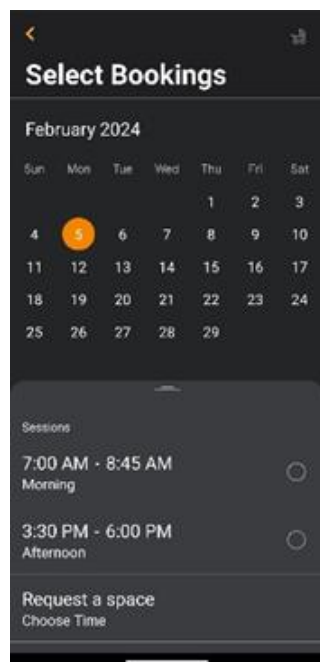 Select Bookings
February 2024
Sun Mon Tue Wed Thu Fri Sat
1 2 3
4 5 6 7 8 9 10
11 12 13 14 15 16 17
18 19 20 21 22 23 24
25 26 27 28 29
Sessions
7:00 AM - 8:45 AM
Morning
3:30 PM - 6:00 PM
Afternoon
Request a space
Choose Time